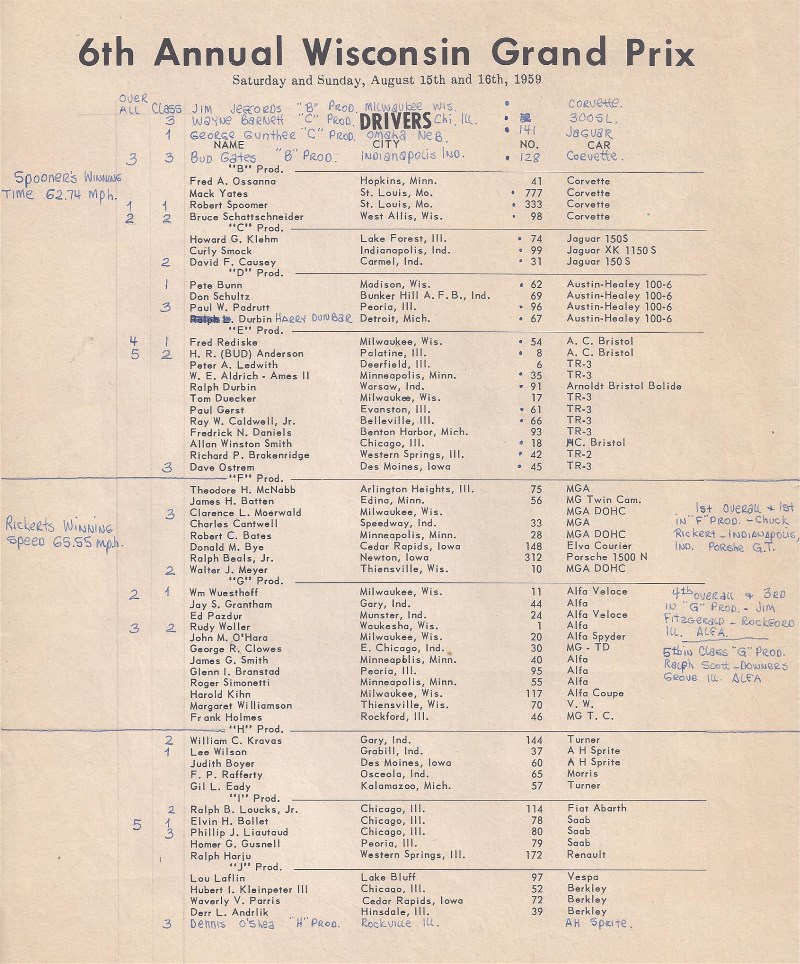 6th Annual Wisconsin Grand Prix
Saturday and Sunday, August 15th and 16th, 1959
OVER ALL CLASS JIM JEFFORDS "B" PROD. MILWAUKEE WIS. CORVETTE.
3 WAYNE BARNETT "C" PROD. DRIVERS CHI. ILL. 300SL.
1 GEORGE GUNTHER "C" PROD. OMAHA NEB. 141 JAGUAR
NAME CITY NO. CAR
3 3 BUD GATES "B" PROD. INDIANAPOLIS IND. 128 CORVETTE.
"B" Prod.
SPOONER'S WINNING TIME 62.74 MPH.
Fred A. Ossanna Hopkins, Minn. 41 Corvette
Mack Yates St. Louis, Mo. 777 Corvette
1 1 Robert Spoomer St. Louis, Mo. 333 Corvette
2 2 Bruce Schattschneider West Allis, Wis. 98 Corvette
"C" Prod.
Howard G. Klehm Lake Forest, Ill. 74 Jaguar 150S
Curly Smock Indianapolis, Ind. 99 Jaguar XK 1150 S
2 David F. Causey Carmel, Ind. 31 Jaguar 150 S
"D" Prod.
1 Pete Bunn Madison, Wis. 62 Austin-Healey 100-6
Don Schultz Bunker Hill A. F. B., Ind. 69 Austin-Healey 100-6
3 Paul W. Padrutt Peoria, Ill. 96 Austin-Healey 100-6
Durbin HARRY DUNBAR Detroit, Mich. 67 Austin-Healey 100-6
"E" Prod.
4 1 Fred Rediske Milwaukee, Wis. 54 A. C. Bristol
5 2 H. R. (BUD) Anderson Palatine, Ill. 8 A. C. Bristol
Peter A. Ledwith Deerfield, Ill. 6 TR-3
W. E. Aldrich - Ames II Minneapolis, Minn. 35 TR-3
Ralph Durbin Warsaw, Ind. 91 Arnoldt Bristol Bolide
Tom Duecker Milwaukee, Wis. 17 TR-3
Paul Gerst Evanston, Ill. 61 TR-3
Ray W. Caldwell, Jr. Belleville, Ill. 66 TR-3
Fredrick N. Daniels Benton Harbor, Mich. 93 TR-3
Allan Winston Smith Chicago, Ill. 18 C. Bristol
Richard P. Brokenridge Western Springs, Ill. 42 TR-2
3 Dave Ostrem Des Moines, Iowa 45 TR-3
"F" Prod.
Theodore H. McNabb Arlington Heights, Ill. 75 MGA
James H. Batten Edina, Minn. 56 MG Twin Cam.
3 Clarence L. Moerwald Milwaukee, Wis. MGA DOHC
Charles Cantwell Speedway, Ind. 33 MGA
Robert C. Bates Minneapolis, Minn. 28 MGA DOHC
Donald M. Bye Cedar Rapids, Iowa 148 Elva Courier
Ralph Beals, Jr. Newton, Iowa 312 Porsche 1500 N
2 Walter J. Meyer Thiensville, Wis. 10 MGA DOHC
RICKERTS WINNING SPEED 65.55 MPH.
1ST OVERALL & 1ST
IN "F" PROD. - CHUCK
RICKERT - INDIANAPOLIS,
IND. PORSHE G.T.
"G" Prod.
2 1 Wm Wuesthoff Milwaukee, Wis. 11 Alfa Veloce
Jay S. Grantham Gary, Ind. 44 Alfa
Ed Pazdur Munster, Ind. 24 Alfa Veloce
3 2 Rudy Woller Waukesha, Wis. 1 Alfa
John M. O'Hara Milwaukee, Wis. 20 Alfa Spyder
George R. Clowes E. Chicago, Ind. 30 MG - TD
James G. Smith Minneapolis, Minn. 40 Alfa
Glenn I. Branstad Peoria, Ill. 95 Alfa
Roger Simonetti Minneapolis, Minn. 55 Alfa
Harold Kihn Milwaukee, Wis. 117 Alfa Coupe
Margaret Williamson Thiensville, Wis. 70 V. W.
Frank Holmes Rockford, Ill. 46 MG T. C.
4TH OVERALL & 3RD
IN "G" PROD. - JIM
FITZGERALD - ROCKFORD
ILL. ALFA.
5TH IN CLASS "G" PROD.
RALPH SCOTT - DOWNERS
GROVE ILL. ALFA
"H" Prod.
2 William C. Kravas Gary, Ind. 144 Turner
1 Lee Wilson Grabill, Ind. 37 A H Sprite
Judith Boyer Des Moines, Iowa 60 A H Sprite
F. P. Rafferty Osceola, Ind. 65 Morris
Gil L. Eady Kalamazoo, Mich. 57 Turner
"I" Prod.
2 Ralph B. Loucks, Jr. Chicago, Ill. 114 Fiat Abarth
5 1 Elvin H. Bollet Chicago, Ill. 78 Saab
3 Phillip J. Liautaud Chicago, Ill. 80 Saab
Homer G. Gusnell Peoria, Ill. 79 Saab
Ralph Harju Western Springs, Ill. 172 Renault
"J" Prod.
Lou Laflin Lake Bluff 97 Vespa
Hubert I. Kleinpeter III Chicago, Ill. 52 Berkley
Waverly V. Parris Cedar Rapids, Iowa 72 Berkley
Derr L. Andrlik Hinsdale, Ill. 39 Berkley
3 DENNIS O'SHEA "H" PROD. ROCKVILLE ILL. AH SPRITE.